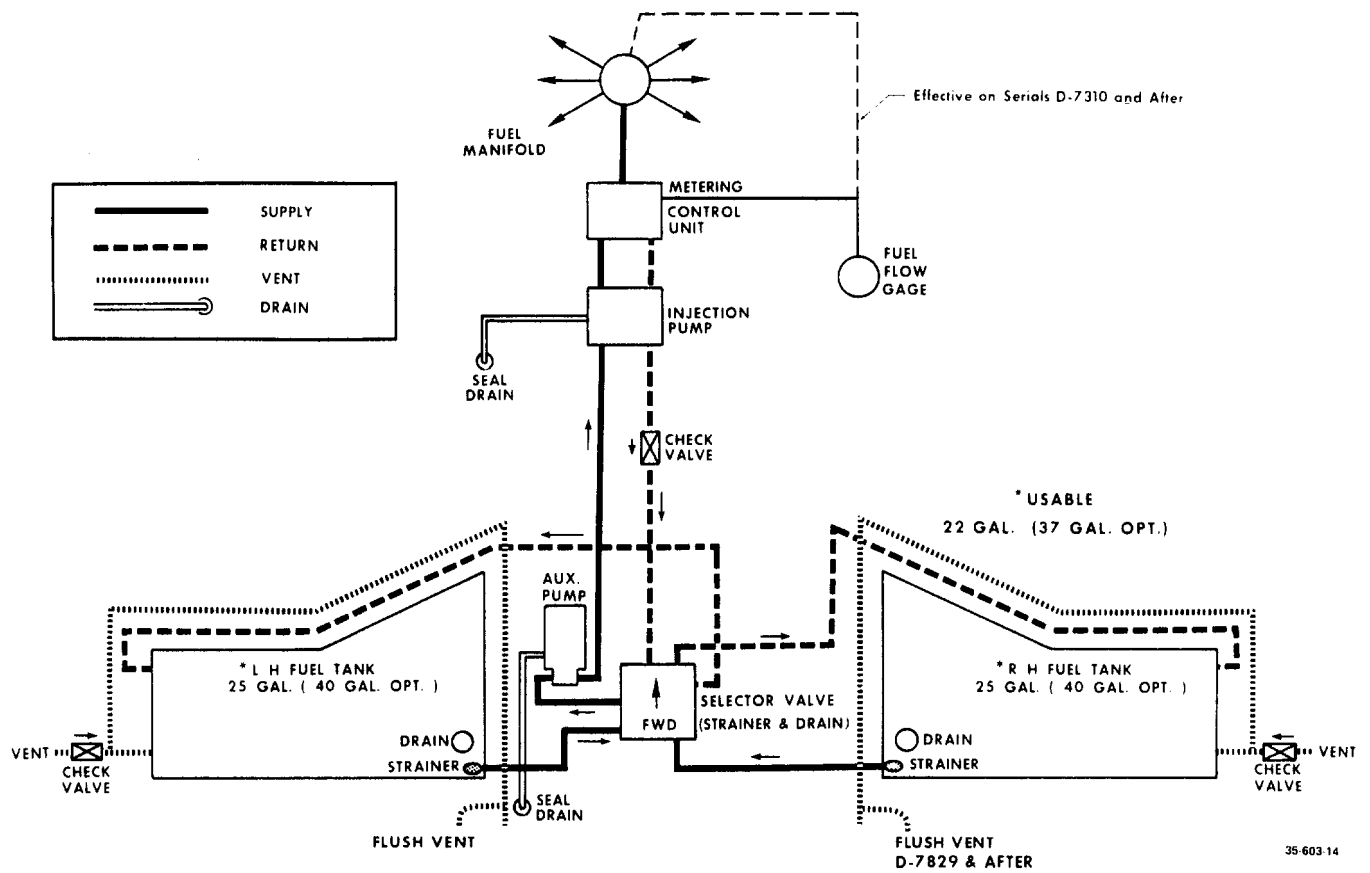 Effective on Serials D-7310 and After
FUEL
MANIFOLD
METERING
CONTROL
UNIT
SUPPLY
RETURN
VENT
DRAIN
FUEL
FLOW
GAGE
INJECTION
PUMP
SEAL
DRAIN
CHECK
VALVE
*USABLE
22 GAL. (37 GAL. OPT.)
AUX.
PUMP
*L H FUEL TANK
25 GAL. ( 40 GAL. OPT. )
*R H FUEL TANK
25 GAL. ( 40 GAL. OPT. )
SELECTOR VALVE
(STRAINER & DRAIN)
FWD
DRAIN
STRAINER
DRAIN
STRAINER
VENT
CHECK
VALVE
VENT
CHECK
VALVE
SEAL
DRAIN
FLUSH VENT
FLUSH VENT
D-7829 & AFTER
35-603-14